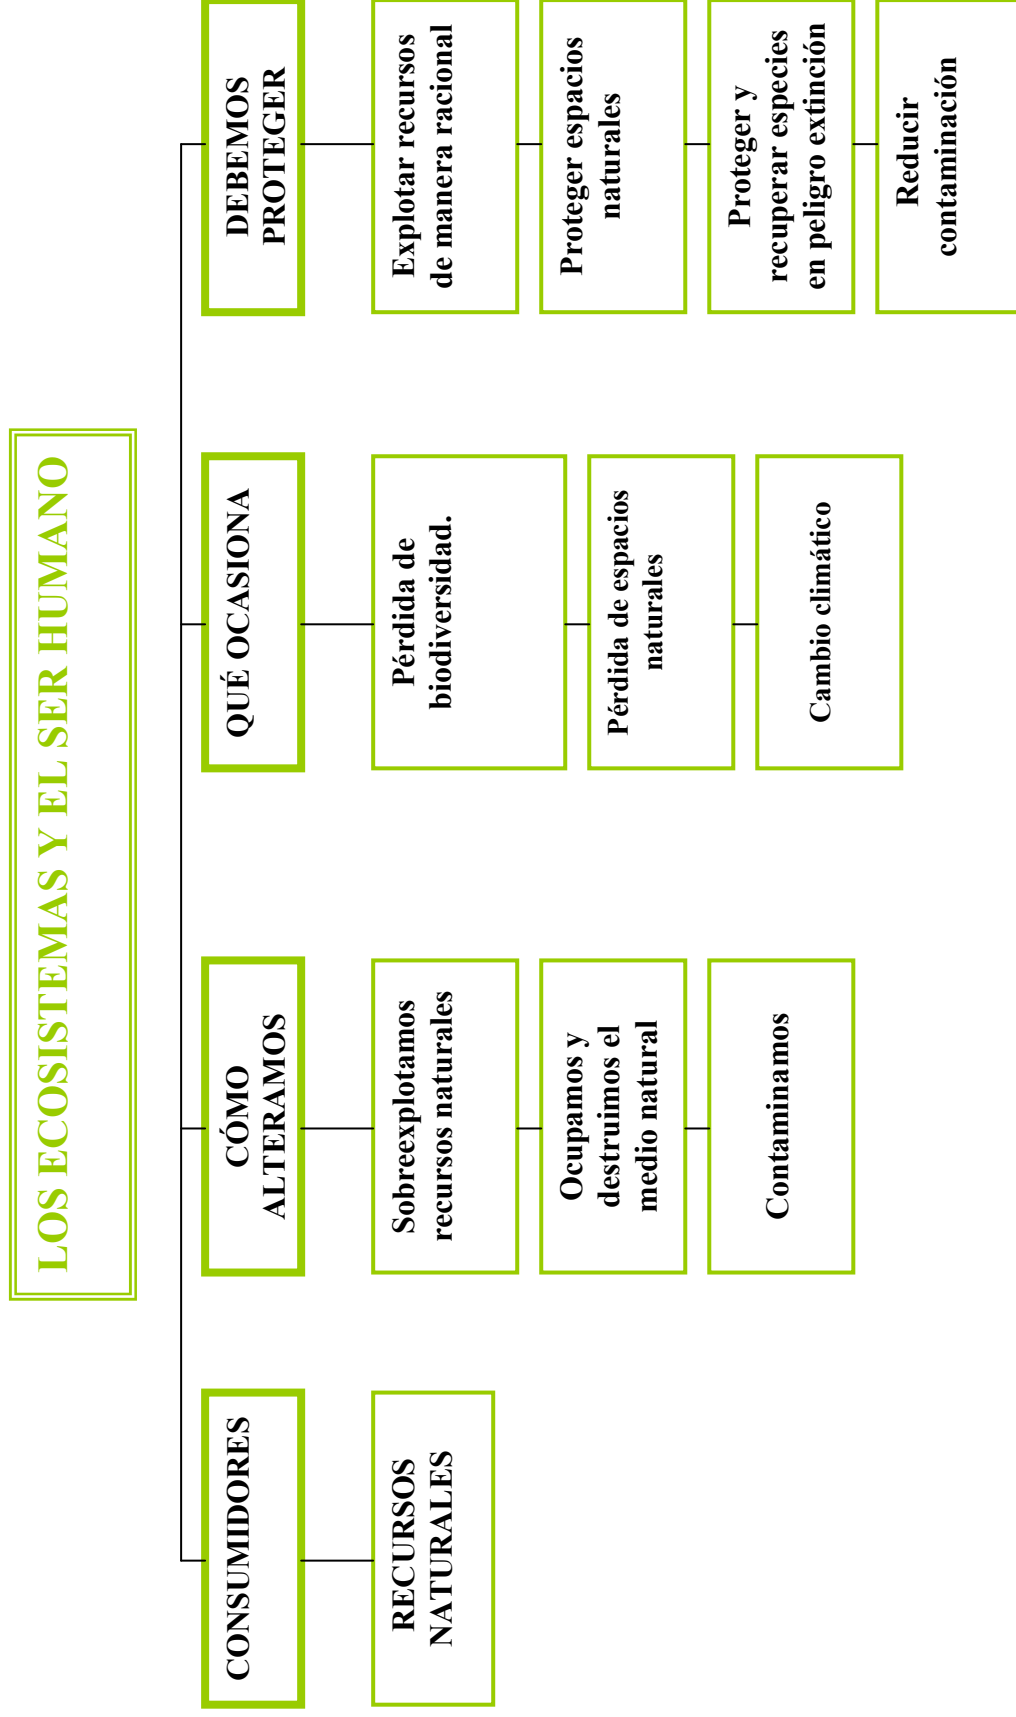 LOS ECOSISTEMAS Y EL SER HUMANO
CONSUMIDORES
RECURSOS
NATURALES
CÓMO
ALTERAMOS
Sobreexplotamos
recursos naturales
Ocupamos y
destruimos el
medio natural
Contaminamos
QUÉ OCASIONA
Pérdida de
biodiversidad.
Pérdida de espacios
naturales
Cambio climático
DEBEMOS
PROTEGER
Explotar recursos
de manera racional
Proteger espacios
naturales
Proteger y
recuperar especies
en peligro extinción
Reducir
contaminación